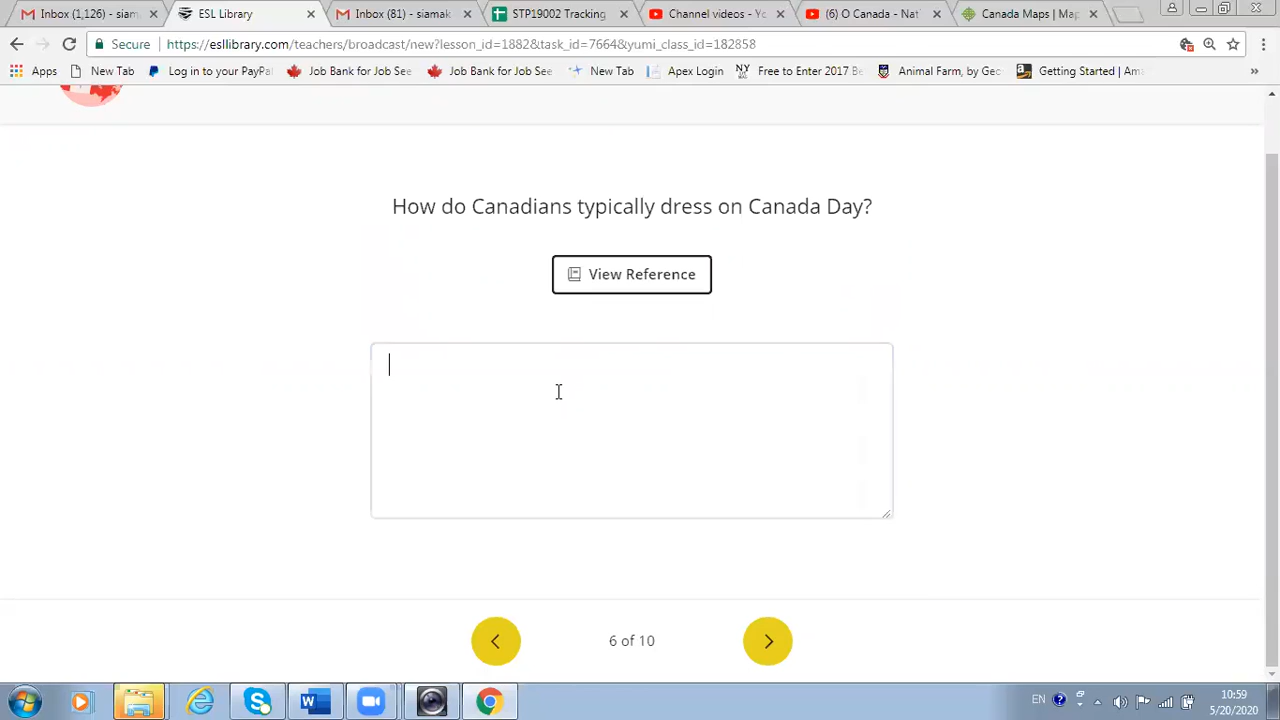 Inbox (1,126) - siam
ESL Library
Inbox (81) - siamak
STP19002 Tracking
Channel videos - Yo
(6) O Canada - Nat
Canada Maps | Map
Secure
https://esllibrary.com/teachers/broadcast/new?lesson_id=1882&task_id=7664&yumi_class_id=182858
Apps
New Tab
Log in to your PayPa
Job Bank for Job See
Job Bank for Job See
New Tab
Apex Login
Free to Enter 2017 Be
Animal Farm, by Geo
Getting Started | Am
How do Canadians typically dress on Canada Day?
View Reference
6 of 10
EN
10:59
5/20/2020